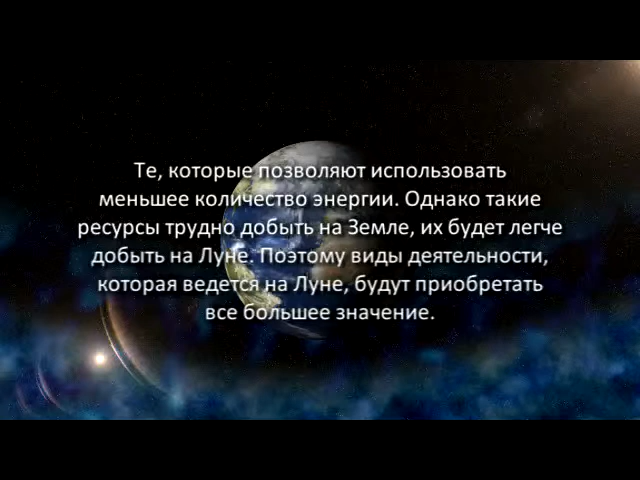 Те, которые позволяют использовать
меньшее количество энергии. Однако такие
ресурсы трудно добыть на Земле, их будет легче
добыть на Луне. Поэтому виды деятельности,
которая ведется на Луне, будут приобретать
все большее значение.